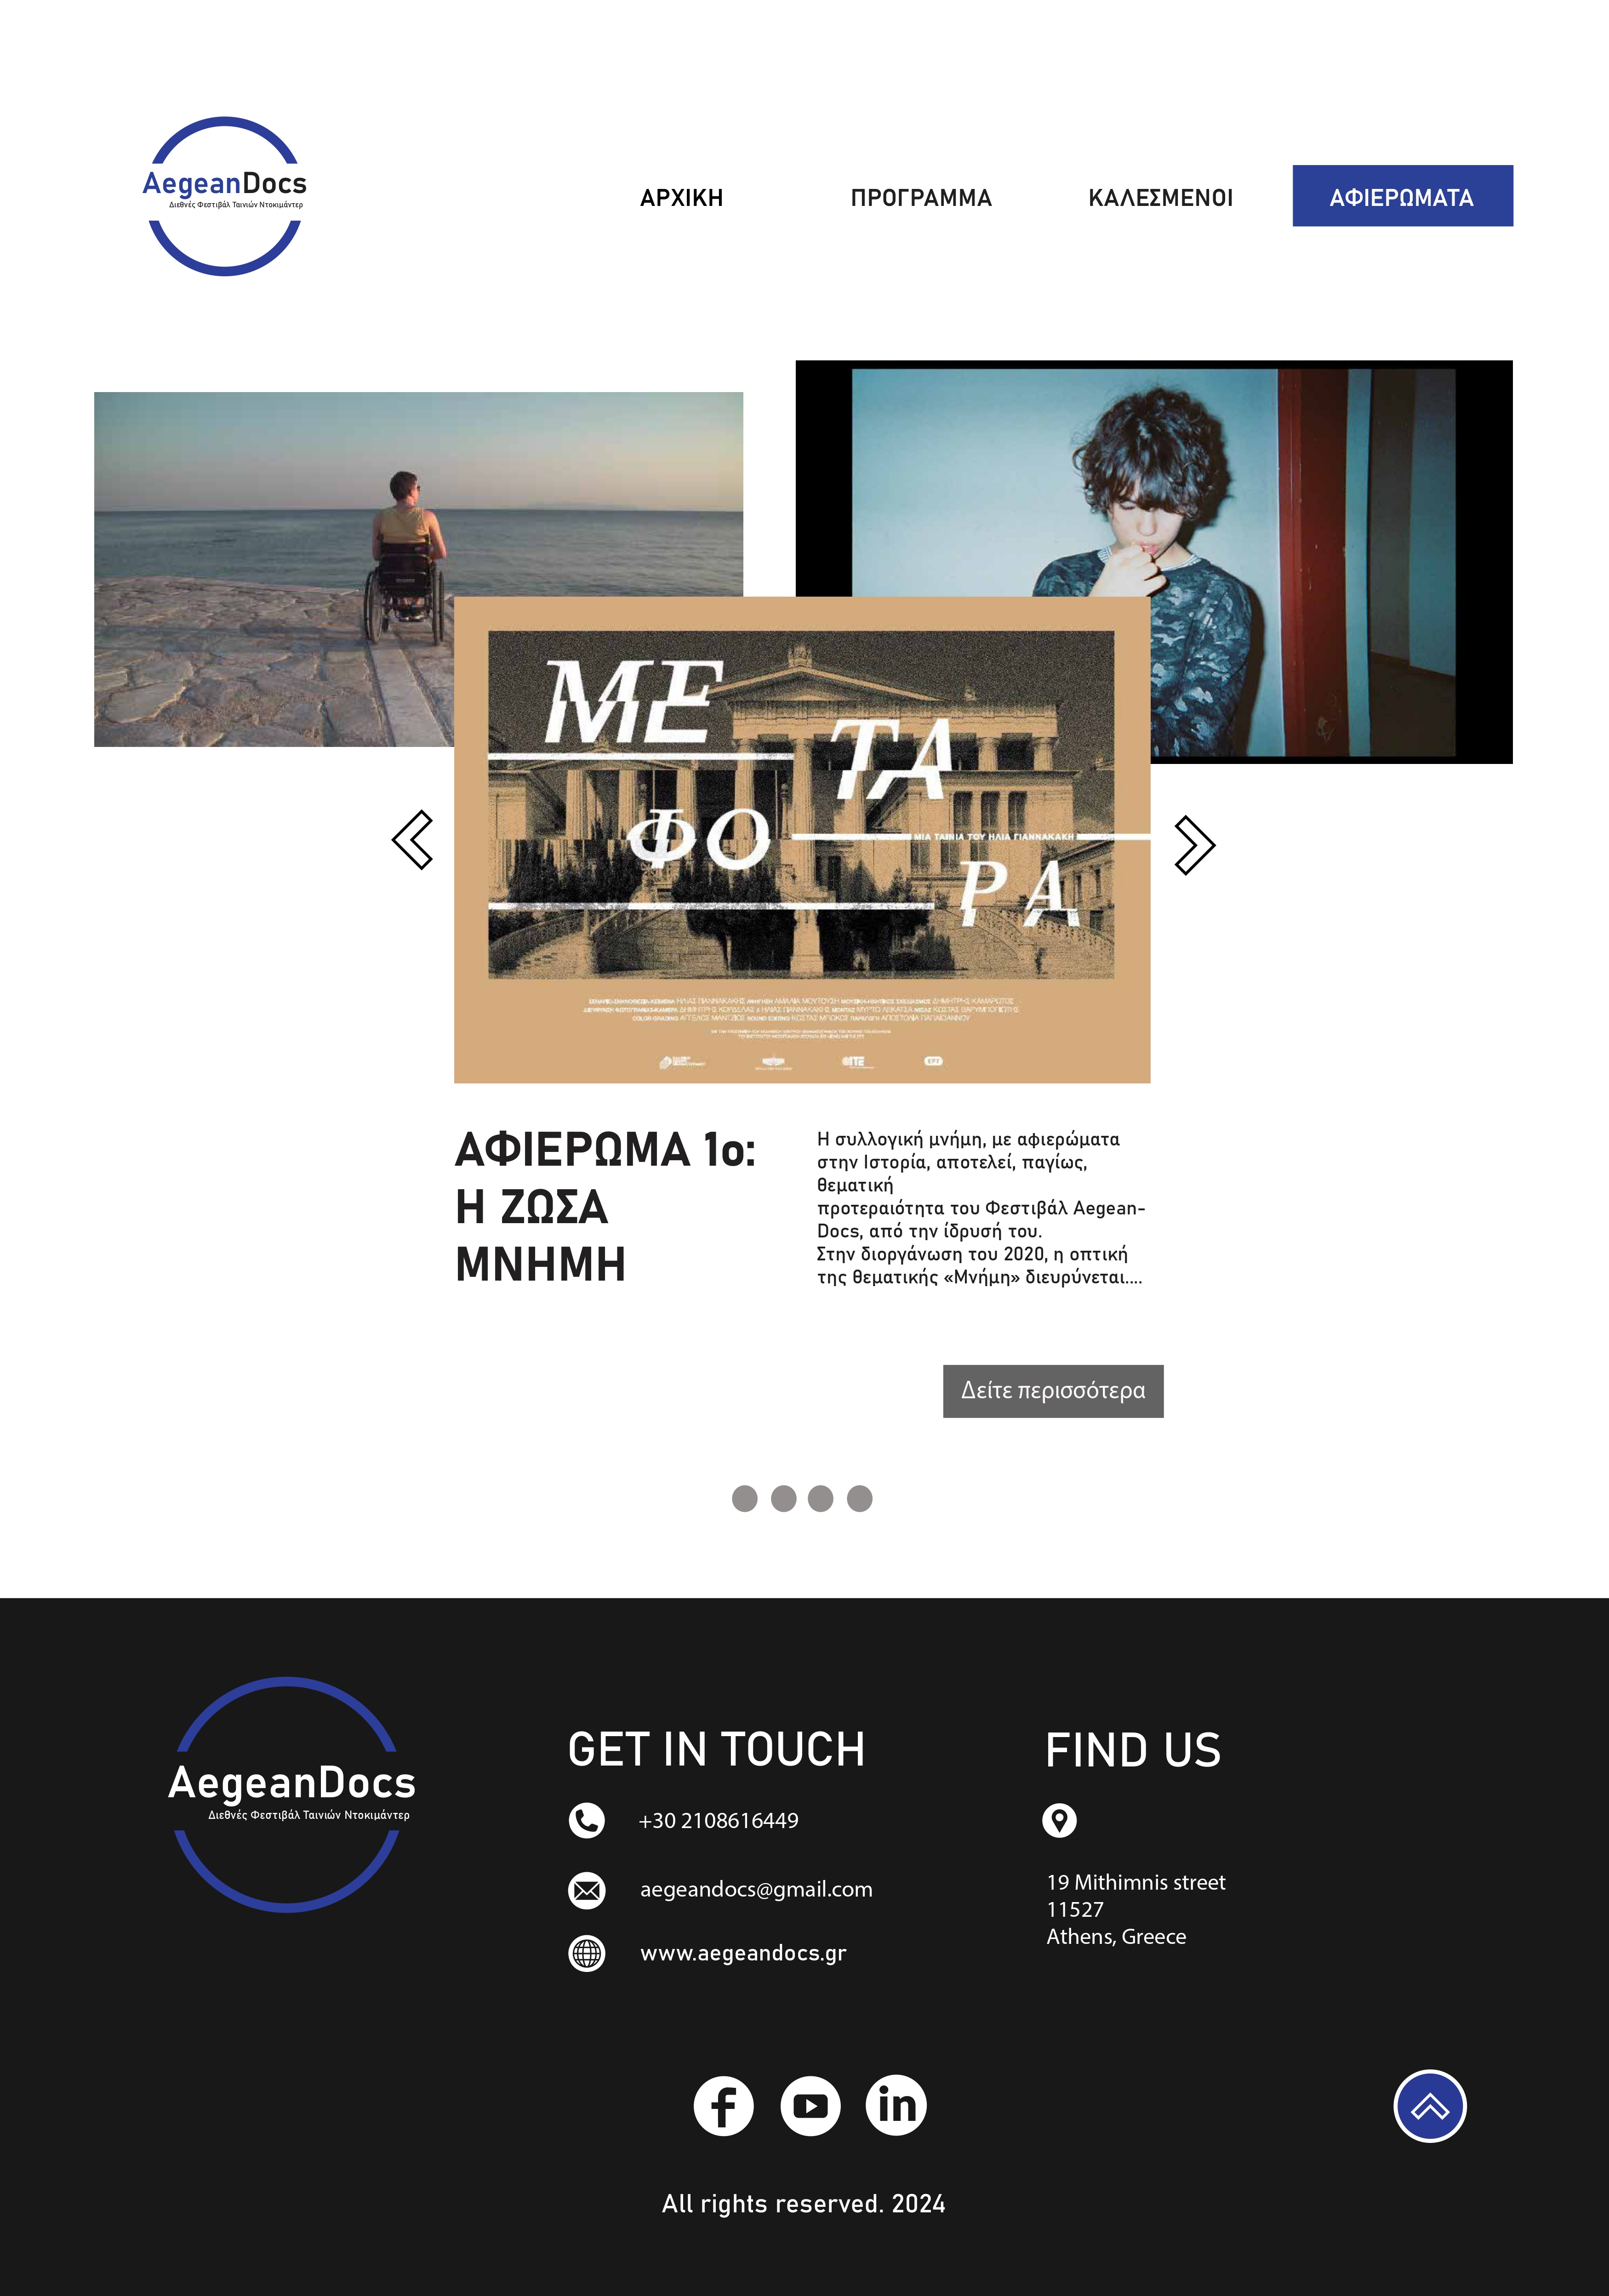 AegeanDocs
Διεθνές Φεστιβάλ Ταινιών Ντοκιμάντερ
ΑΡΧΙΚΗ
ΠΡΟΓΡΑΜΜΑ
ΚΑΛΕΣΜΕΝΟΙ
ΑΦΙΕΡΩΜΑΤΑ
ΜΕ
ΤΑ
ΦΟ
ΜΙΑ ΤΑΙΝΙΑ ΤΟΥ ΗΛΙΑ ΓΙΑΝΝΑΚΑΚΗ
ΡΑ
ΕΡΤ
ΑΦΙΕΡΩΜΑ 1ο:
Η ΖΩΣΑ
ΜΝΗΜΗ
Η συλλογική μνήμη, με αφιερώματα
στην Ιστορία, αποτελεί, παγίως,
θεματική
προτεραιότητα του Φεστιβάλ Aegean-
Docs, από την ίδρυσή του.
Στην διοργάνωση του 2020, η οπτική
της θεματικής «Μνήμη» διευρύνεται....
Δείτε περισσότερα
AegeanDocs
Διεθνές Φεστιβάλ Ταινιών Ντοκιμάντερ
GET IN TOUCH
+30 2108616449
aegeandocs@gmail.com
www.aegeandocs.gr
FIND US
19 Mithimnis street
11527
Athens, Greece
f
in
All rights reserved. 2024